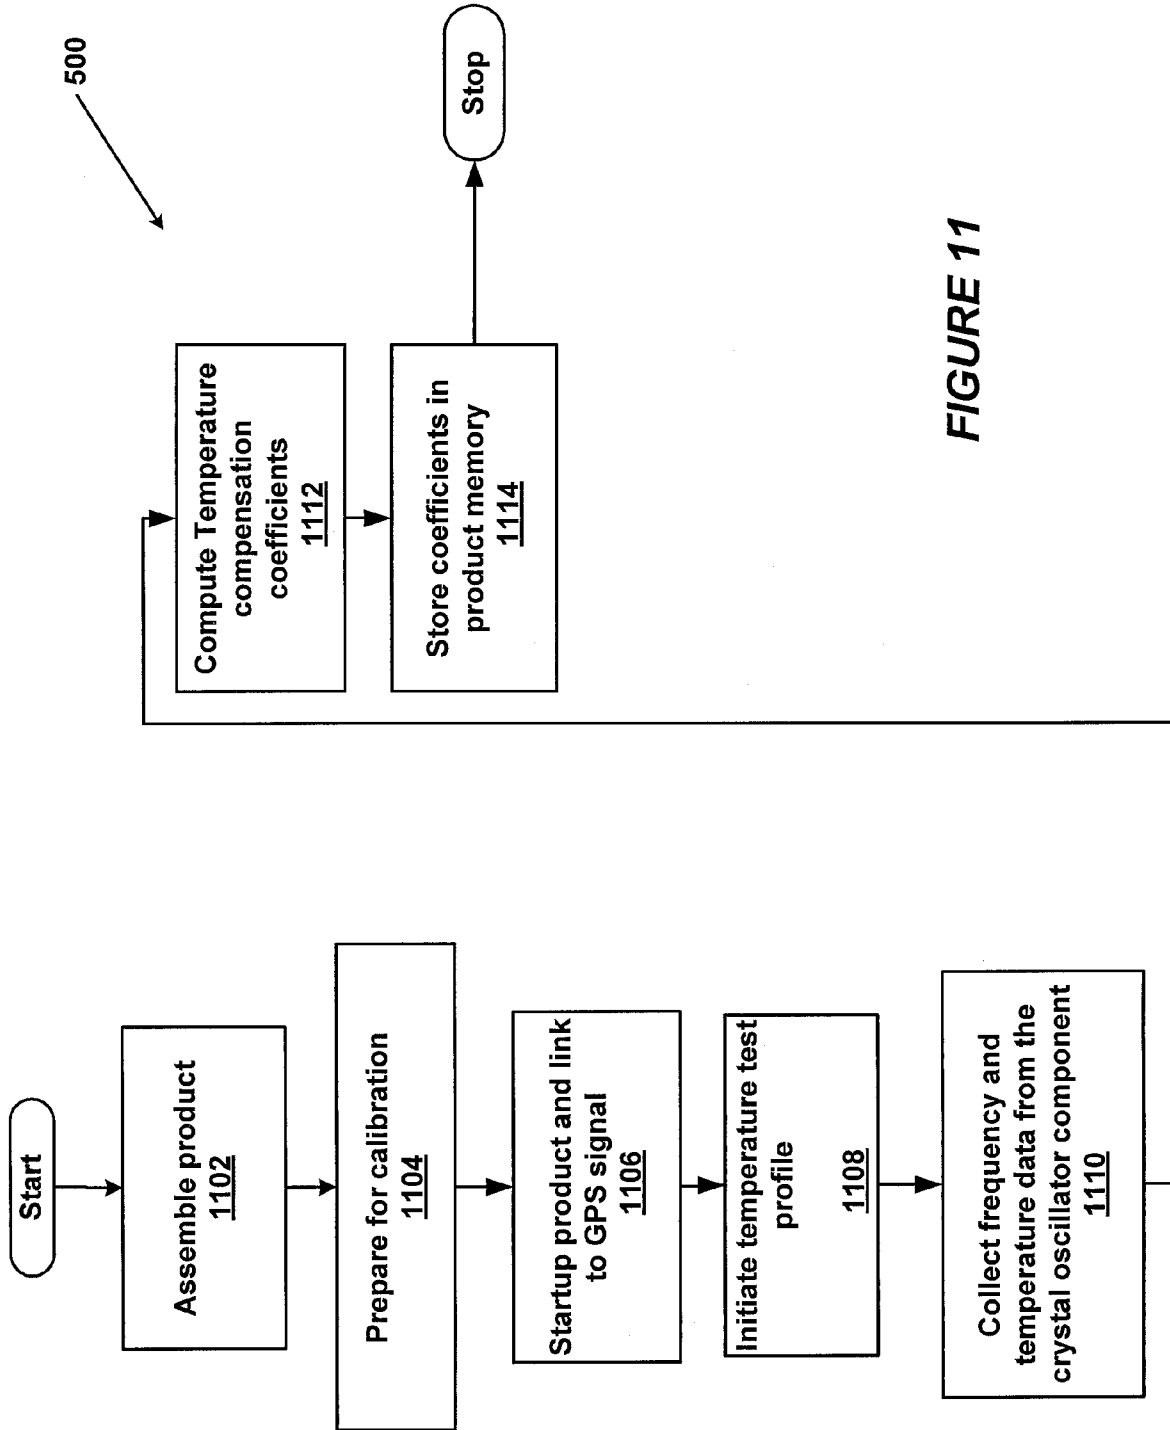 Start
Assemble product
1102
Prepare for calibration
1104
Startup product and link
to GPS signal
1106
Initiate temperature test
profile
1108
Collect frequency and
temperature data from the
crystal oscillator component
1110
500
Compute Temperature
compensation
coefficients
1112
Store coefficients in
product memory
1114
Stop
FIGURE 11